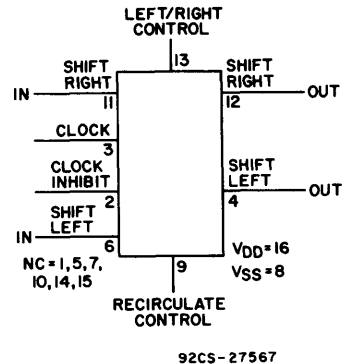 LEFT/RIGHT
CONTROL
13
SHIFT
RIGHT
IN
11
SHIFT
RIGHT
12
OUT
CLOCK
3
CLOCK
INHIBIT
2
SHIFT
LEFT
4
OUT
SHIFT
LEFT
IN
6
NC = 1,5,7,
10,14,15
9
VDD=16
VSS=8
RECIRCULATE
CONTROL
92CS-27567